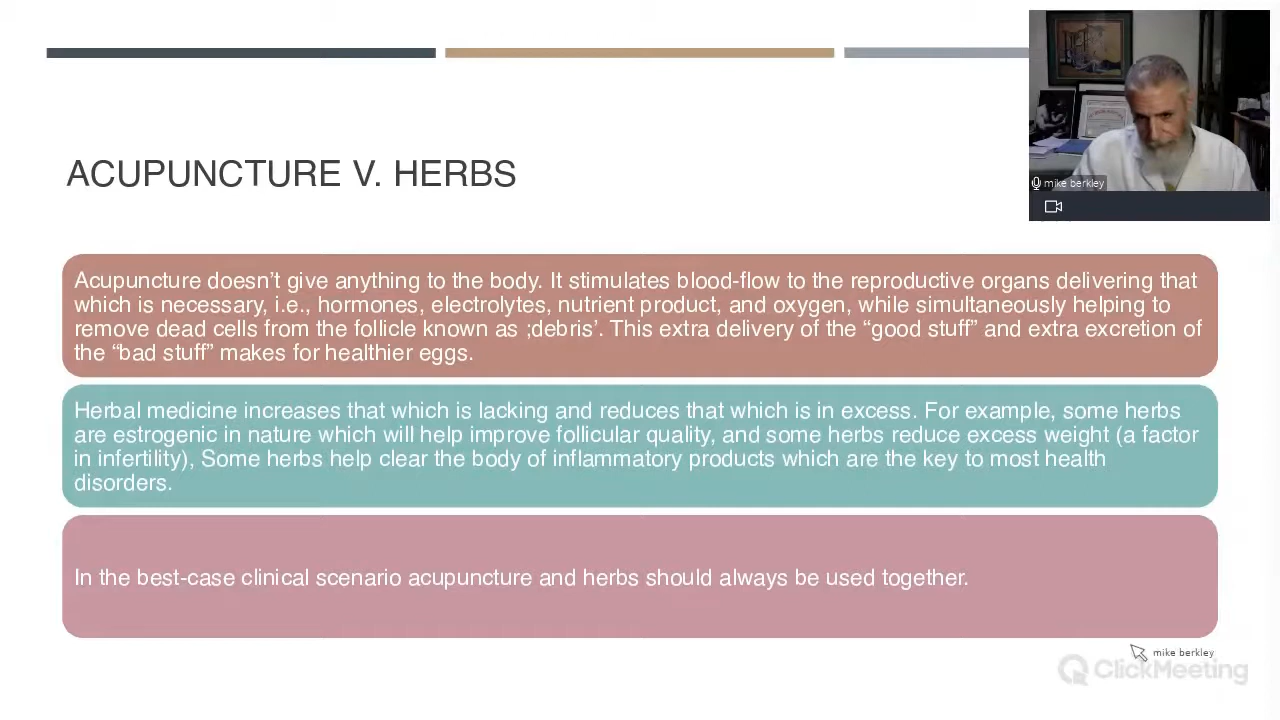 ACUPUNCTURE V. HERBS
mike berkley
Acupuncture doesn’t give anything to the body. It stimulates blood-flow to the reproductive organs delivering that
which is necessary, i.e., hormones, electrolytes, nutrient product, and oxygen, while simultaneously helping to
remove dead cells from the follicle known as ;debris’. This extra delivery of the “good stuff” and extra excretion of
the “bad stuff” makes for healthier eggs.
Herbal medicine increases that which is lacking and reduces that which is in excess. For example, some herbs
are estrogenic in nature which will help improve follicular quality, and some herbs reduce excess weight (a factor
in infertility), Some herbs help clear the body of inflammatory products which are the key to most health
disorders.
In the best-case clinical scenario acupuncture and herbs should always be used together.
mike berkley
ClickMeeting